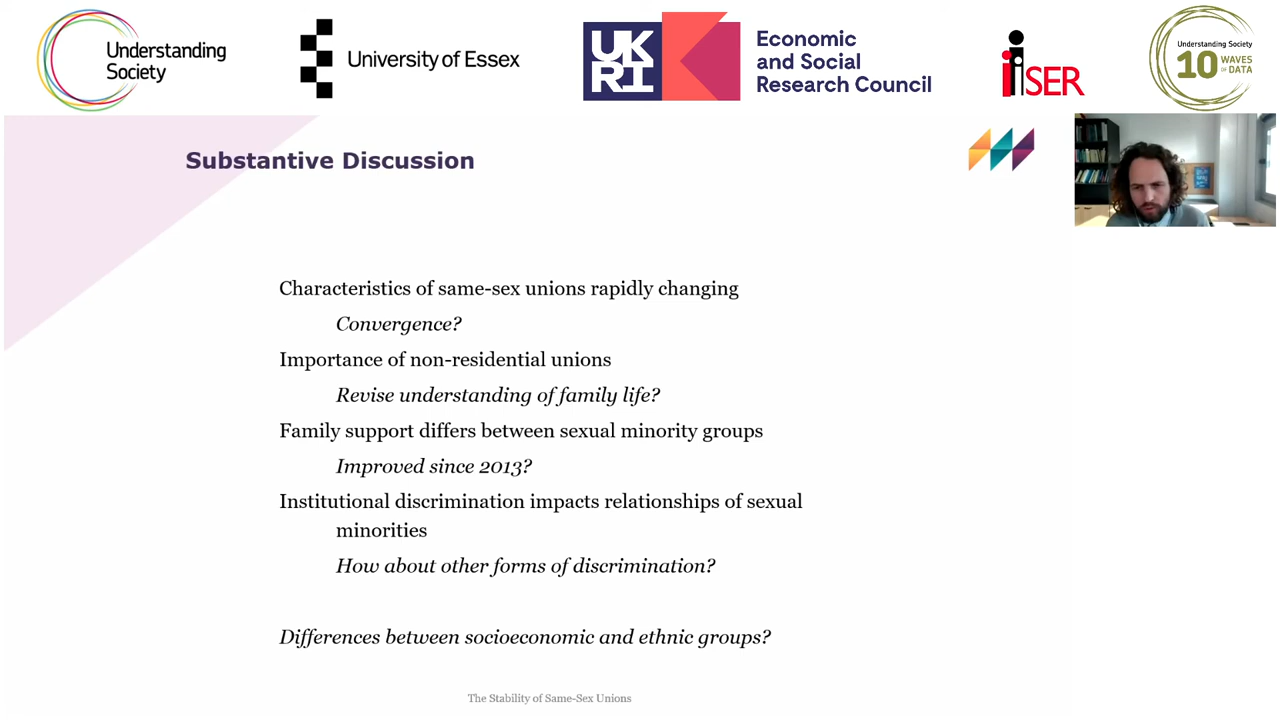 Understanding
Society
University of Essex
UK
RI
Economic
and Social
Research Council
iSER
Understanding Society
10 WAVES
OF DATA
Substantive Discussion
Characteristics of same-sex unions rapidly changing
Convergence?
Importance of non-residential unions
Revise understanding of family life?
Family support differs between sexual minority groups
Improved since 2013?
Institutional discrimination impacts relationships of sexual
minorities
How about other forms of discrimination?
Differences between socioeconomic and ethnic groups?
The Stability of Same-Sex Unions